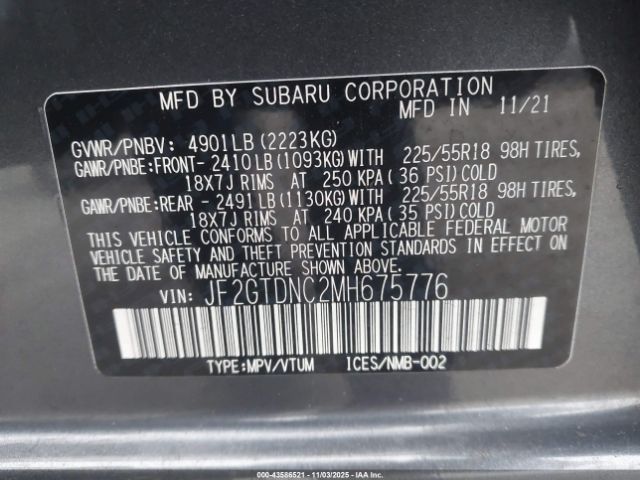 MFD BY SUBARU CORPORATION
MFD IN 11/21
GVWR/PNBV: 4901LB (2223KG)
GAWR/PNBE:FRONT- 2410LB(1093KG)WITH 225/55R18 98H TIRES,
18X7J RIMS AT 250 KPA (36 PSI)COLD
GAWR/PNBE:REAR - 2491LB(1130KG)WITH 225/55R18 98H TIRES,
18X7J RIMS AT 240 KPA (35 PSI)COLD
THIS VEHICLE CONFORMS TO ALL APPLICABLE FEDERAL MOTOR
VEHICLE SAFETY AND THEFT PREVENTION STANDARDS IN EFFECT ON
THE DATE OF MANUFACTURE SHOWN ABOVE.
VIN: JF2GTDNC2MH675776
TYPE:MPV/VTUM ICES/NMB-002
000-43586521 - 11/03/2025 - IAA Inc.